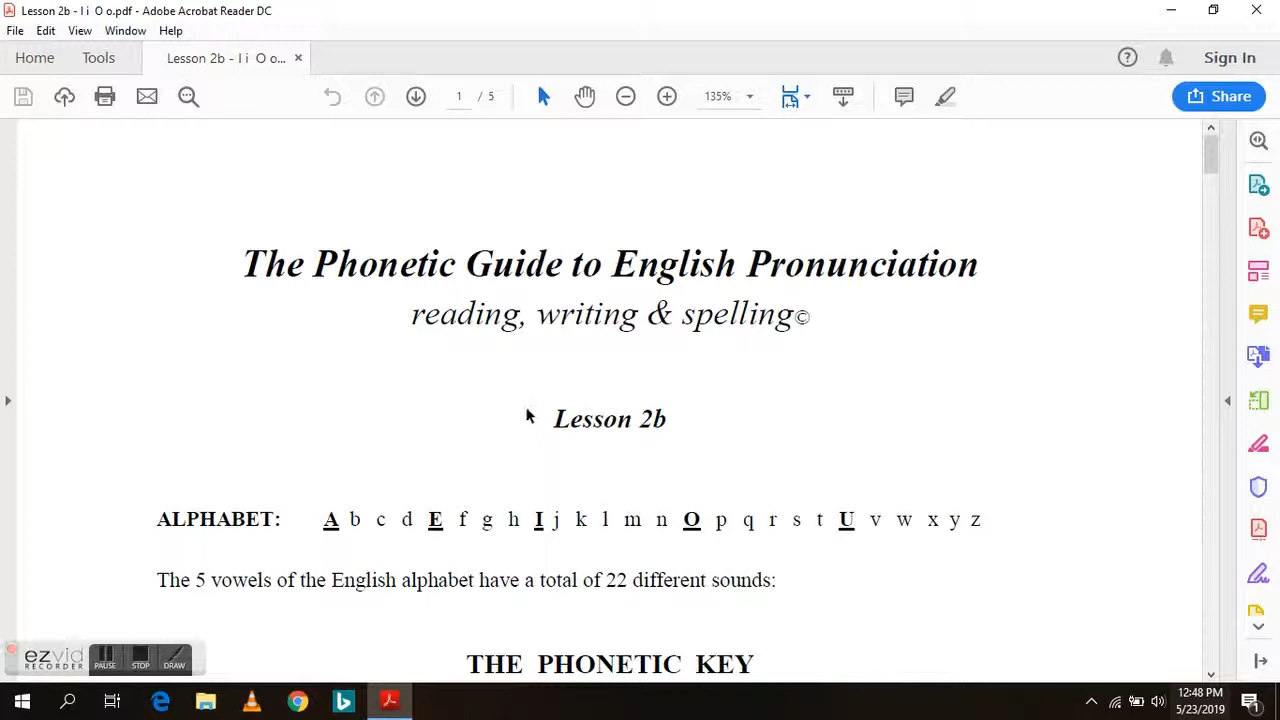 Lesson 2b - I i  O o.pdf - Adobe Acrobat Reader DC
File Edit View Window Help
Home Tools Lesson 2b - I i  O o... × Sign In
1 / 5 135% Share
The Phonetic Guide to English Pronunciation
reading, writing & spelling©
Lesson 2b
ALPHABET: A b c d E f g h I j k l m n O p q r s t U v w x y z
The 5 vowels of the English alphabet have a total of 22 different sounds:
THE PHONETIC KEY
ezvid
RECORDER
PAUSE STOP DRAW
12:48 PM
5/23/2019